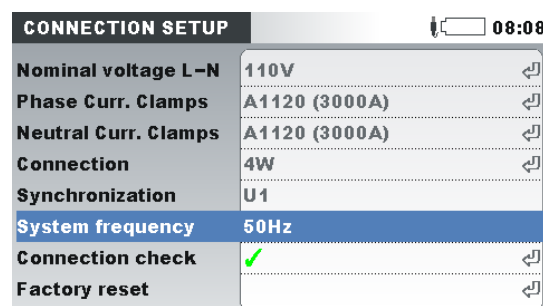 CONNECTION SETUP 08:08
Nominal voltage L-N 110V
Phase Curr. Clamps A1120 (3000A)
Neutral Curr. Clamps A1120 (3000A)
Connection 4W
Synchronization U1
System frequency 50Hz
Connection check ✓
Factory reset